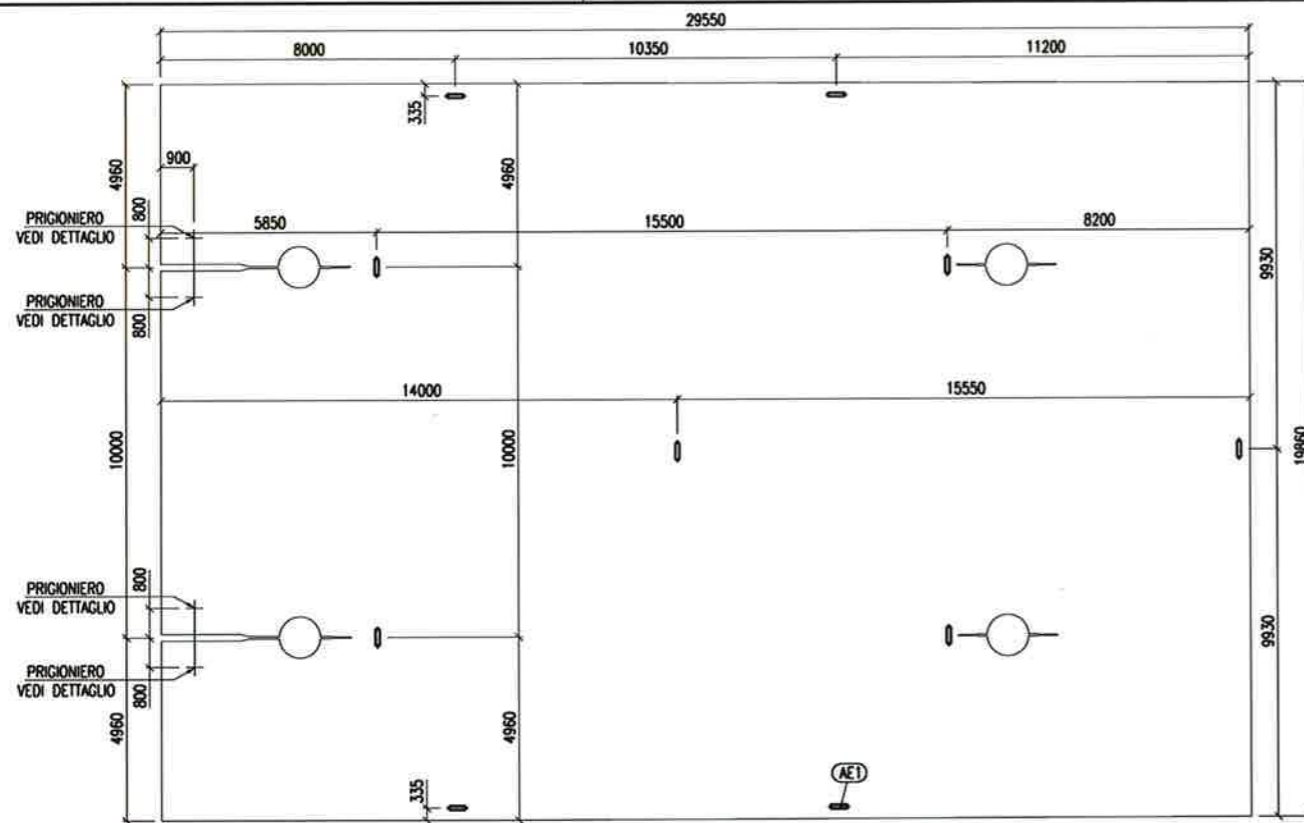 29550
8000
10350
11200
335
4960
900
4960
800
PRIGIONIERO
VEDI DETTAGLIO
5850
15500
8200
9930
PRIGIONIERO
VEDI DETTAGLIO
800
14000
15550
10000
10000
19860
PRIGIONIERO
VEDI DETTAGLIO
800
9930
PRIGIONIERO
VEDI DETTAGLIO
800
4960
4960
335
AE1